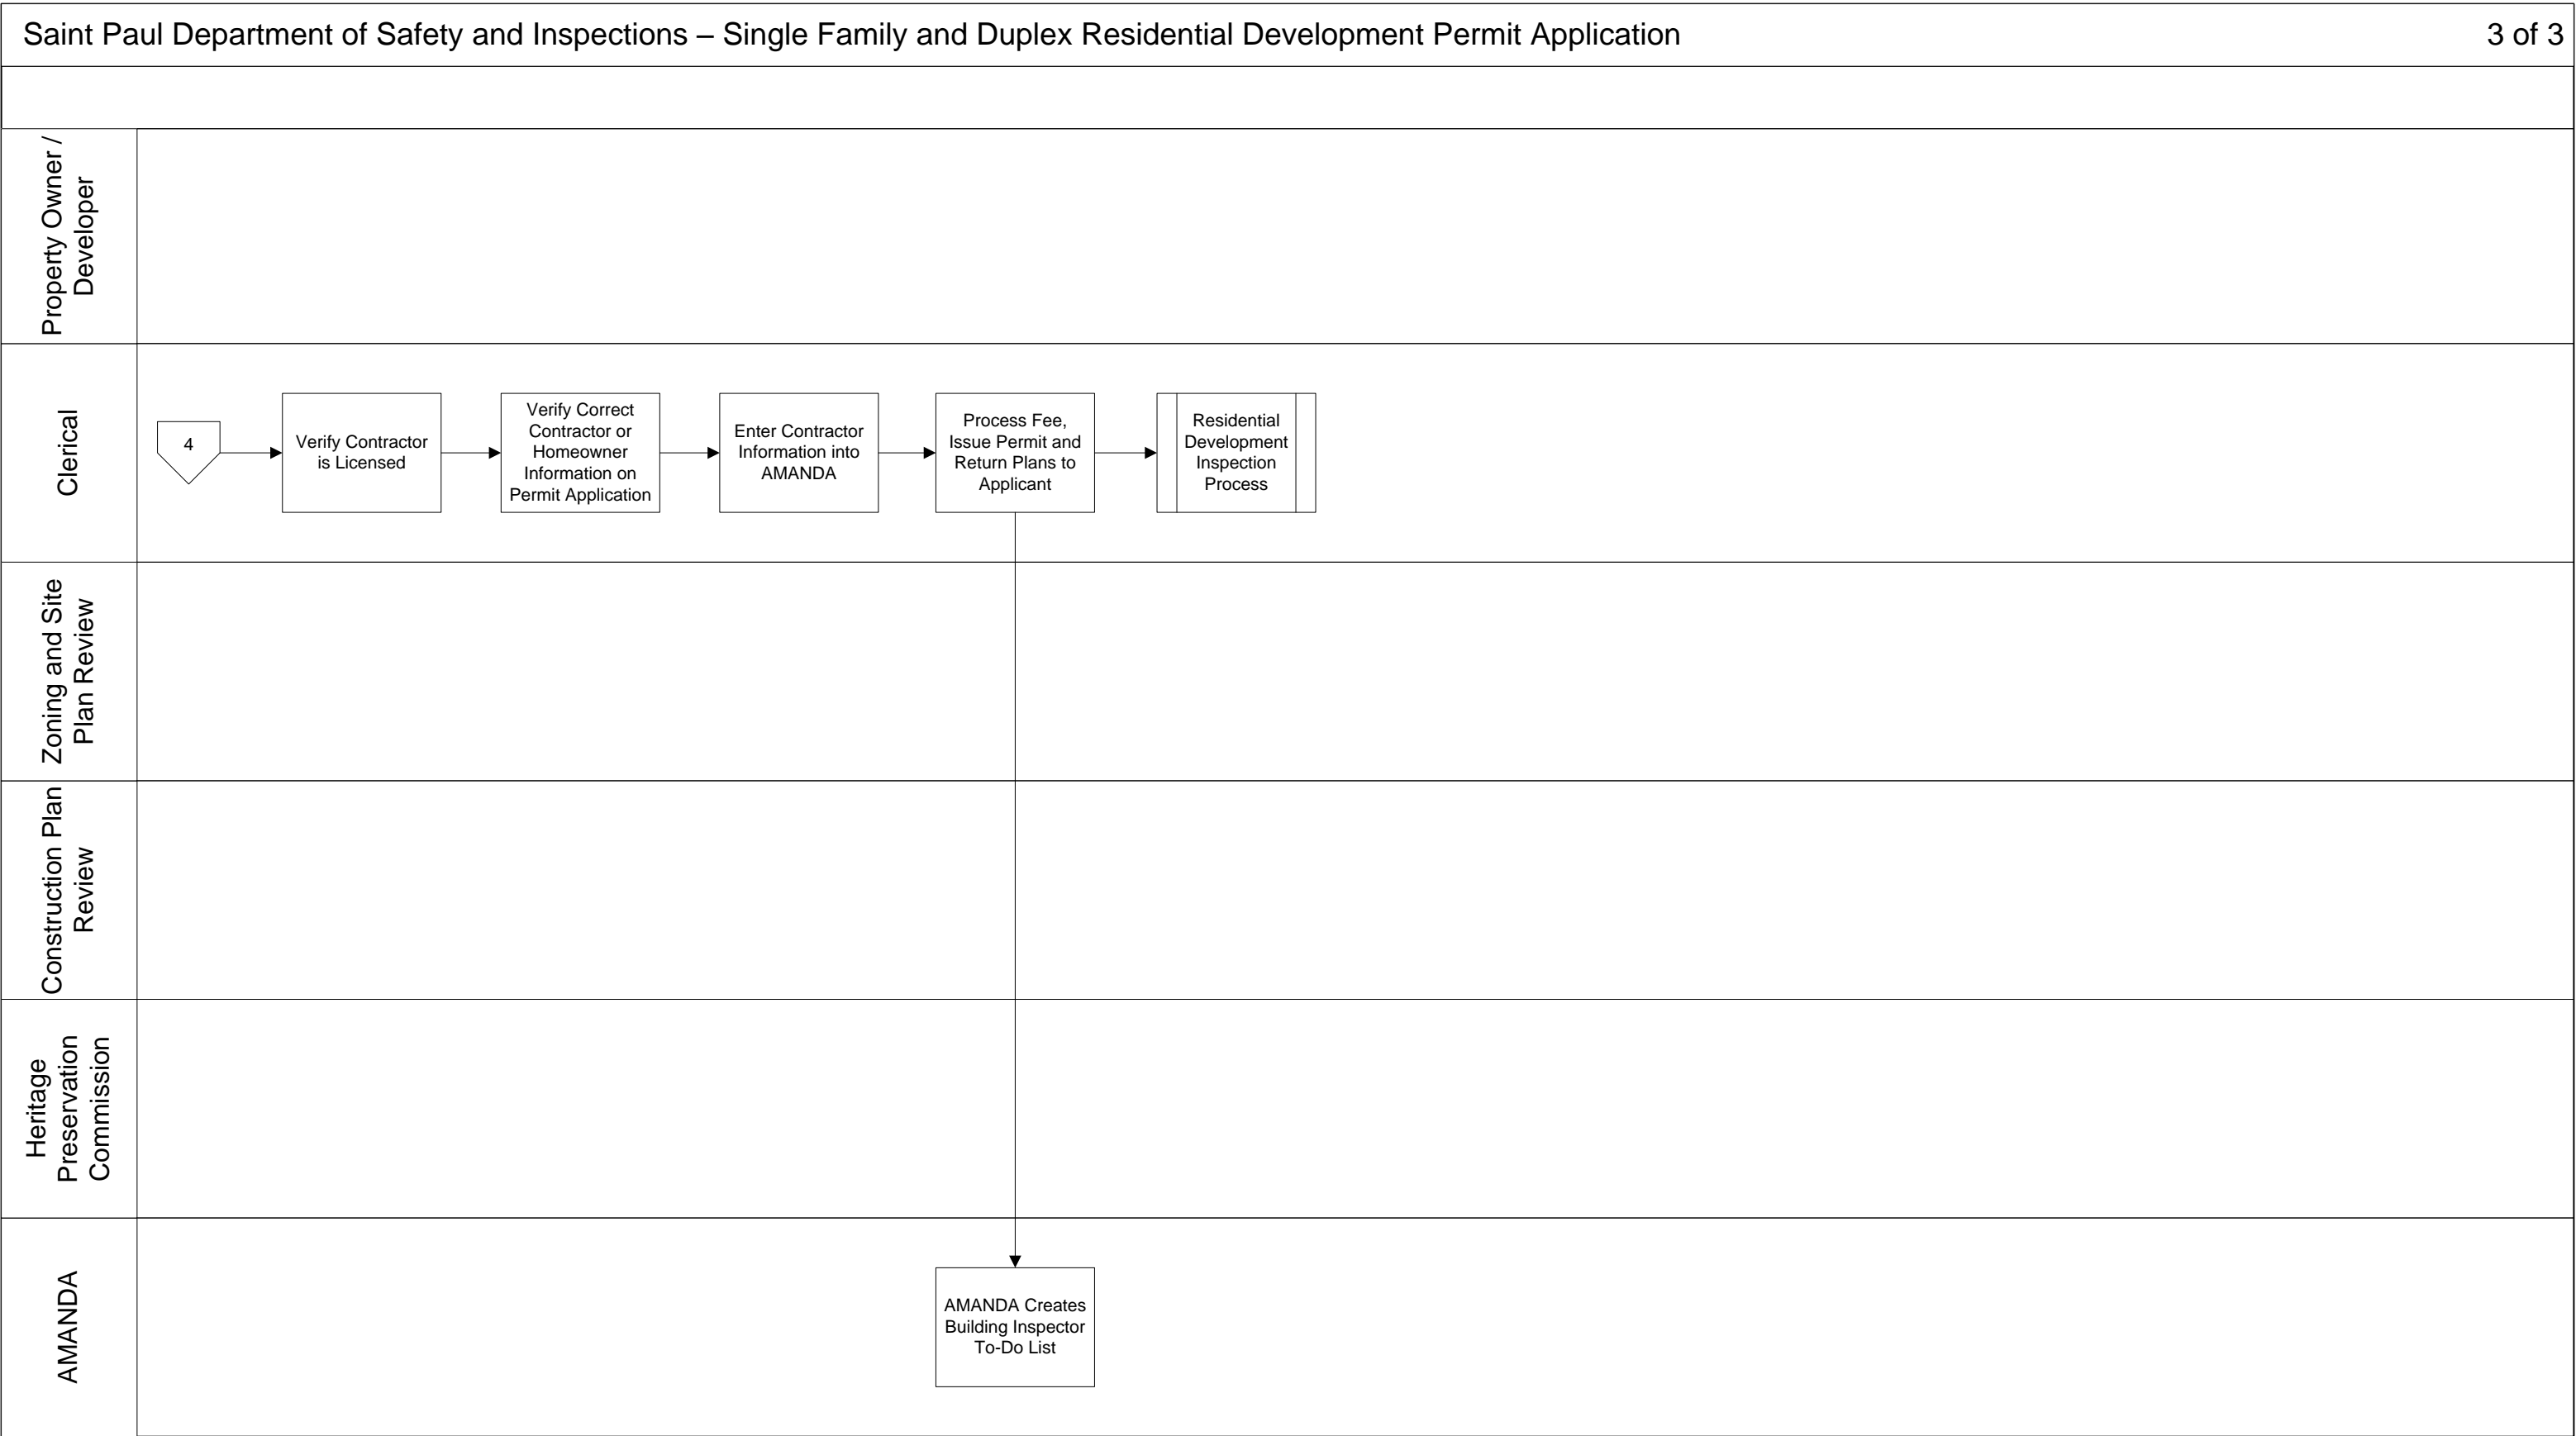 Saint Paul Department of Safety and Inspections – Single Family and Duplex Residential Development Permit Application
3 of 3
Property Owner /
Developer
Clerical
4
Verify Contractor
is Licensed
Verify Correct
Contractor or
Homeowner
Information on
Permit Application
Enter Contractor
Information into
AMANDA
Process Fee,
Issue Permit and
Return Plans to
Applicant
Residential
Development
Inspection
Process
Zoning and Site
Plan Review
Construction Plan
Review
Heritage
Preservation
Commission
AMANDA
AMANDA Creates
Building Inspector
To-Do List